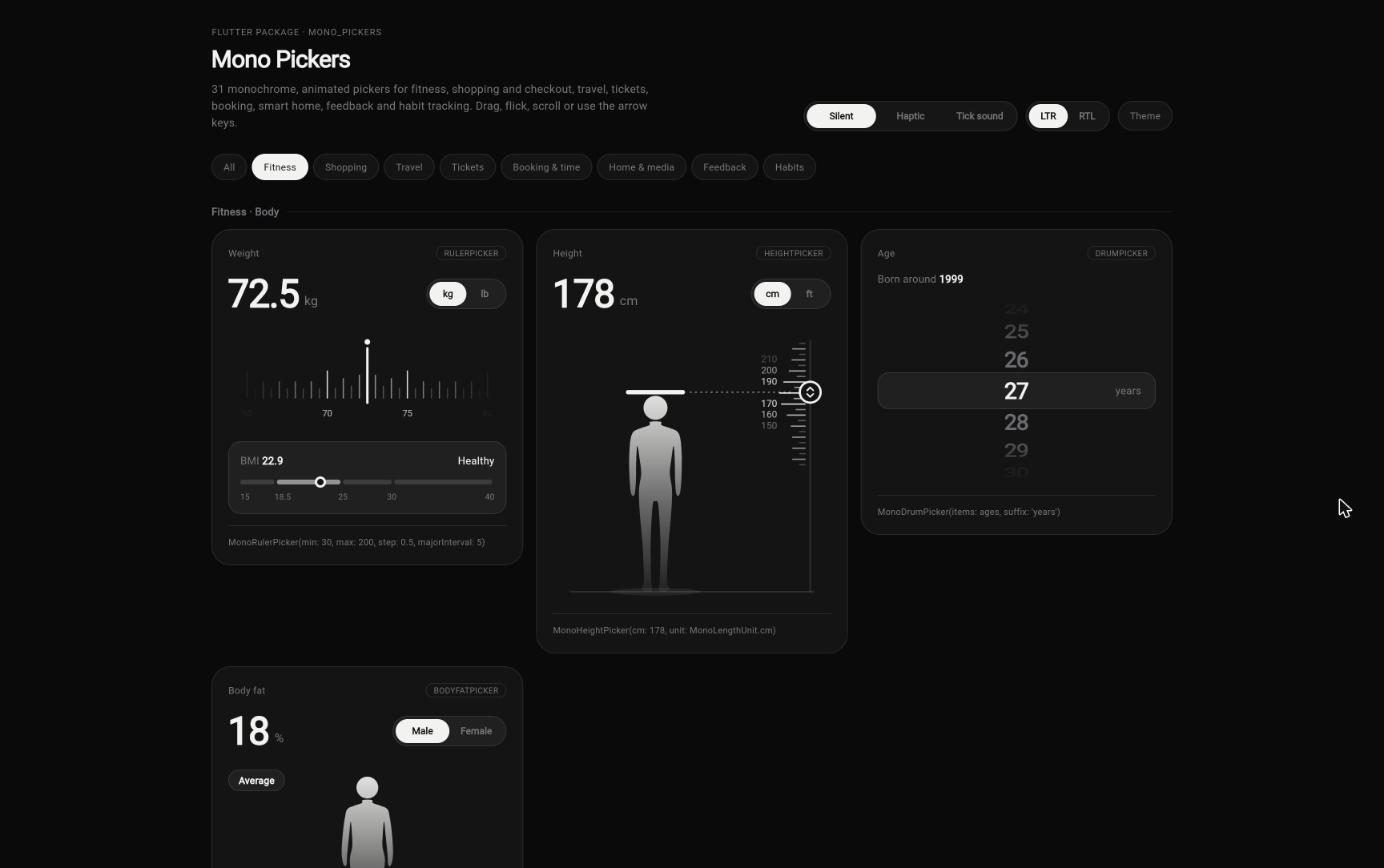 FLUTTER PACKAGE · MONO_PICKERS
Mono Pickers
31 monochrome, animated pickers for fitness, shopping and checkout, travel, tickets,
booking, smart home, feedback and habit tracking. Drag, flick, scroll or use the arrow
keys.
Silent Haptic Tick sound LTR RTL Theme
All Fitness Shopping Travel Tickets Booking & time Home & media Feedback Habits
Fitness · Body
Weight RULERPICKER
72.5 kg kg lb
70 75
BMI 22.9 Healthy
15 18.5 25 30 40
MonoRulerPicker(min: 30, max: 200, step: 0.5, majorInterval: 5)
Height HEIGHTPICKER
178 cm cm ft
210
200
190
170
160
150
MonoHeightPicker(cm: 178, unit: MonoLengthUnit.cm)
Age DRUMPICKER
Born around 1999
24
25
26
27 years
28
29
30
MonoDrumPicker(items: ages, suffix: 'years')
Body fat BODYFATPICKER
18 % Male Female
Average